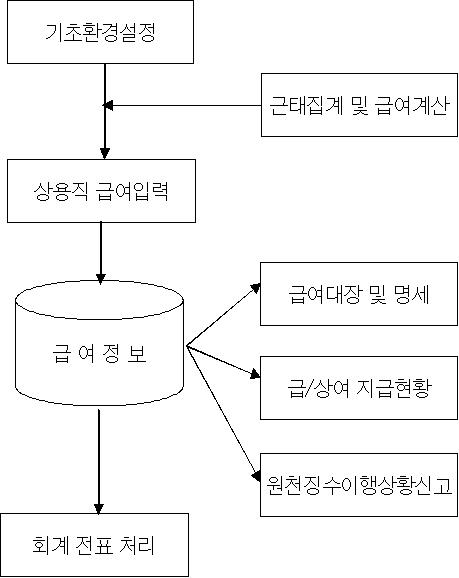 기초환경설정
근태집계 및 급여계산
상용직 급여입력
급여대장 및 명세
급 여 정 보
급/상여 지급현황
원천징수이행상황신고
회계 전표 처리